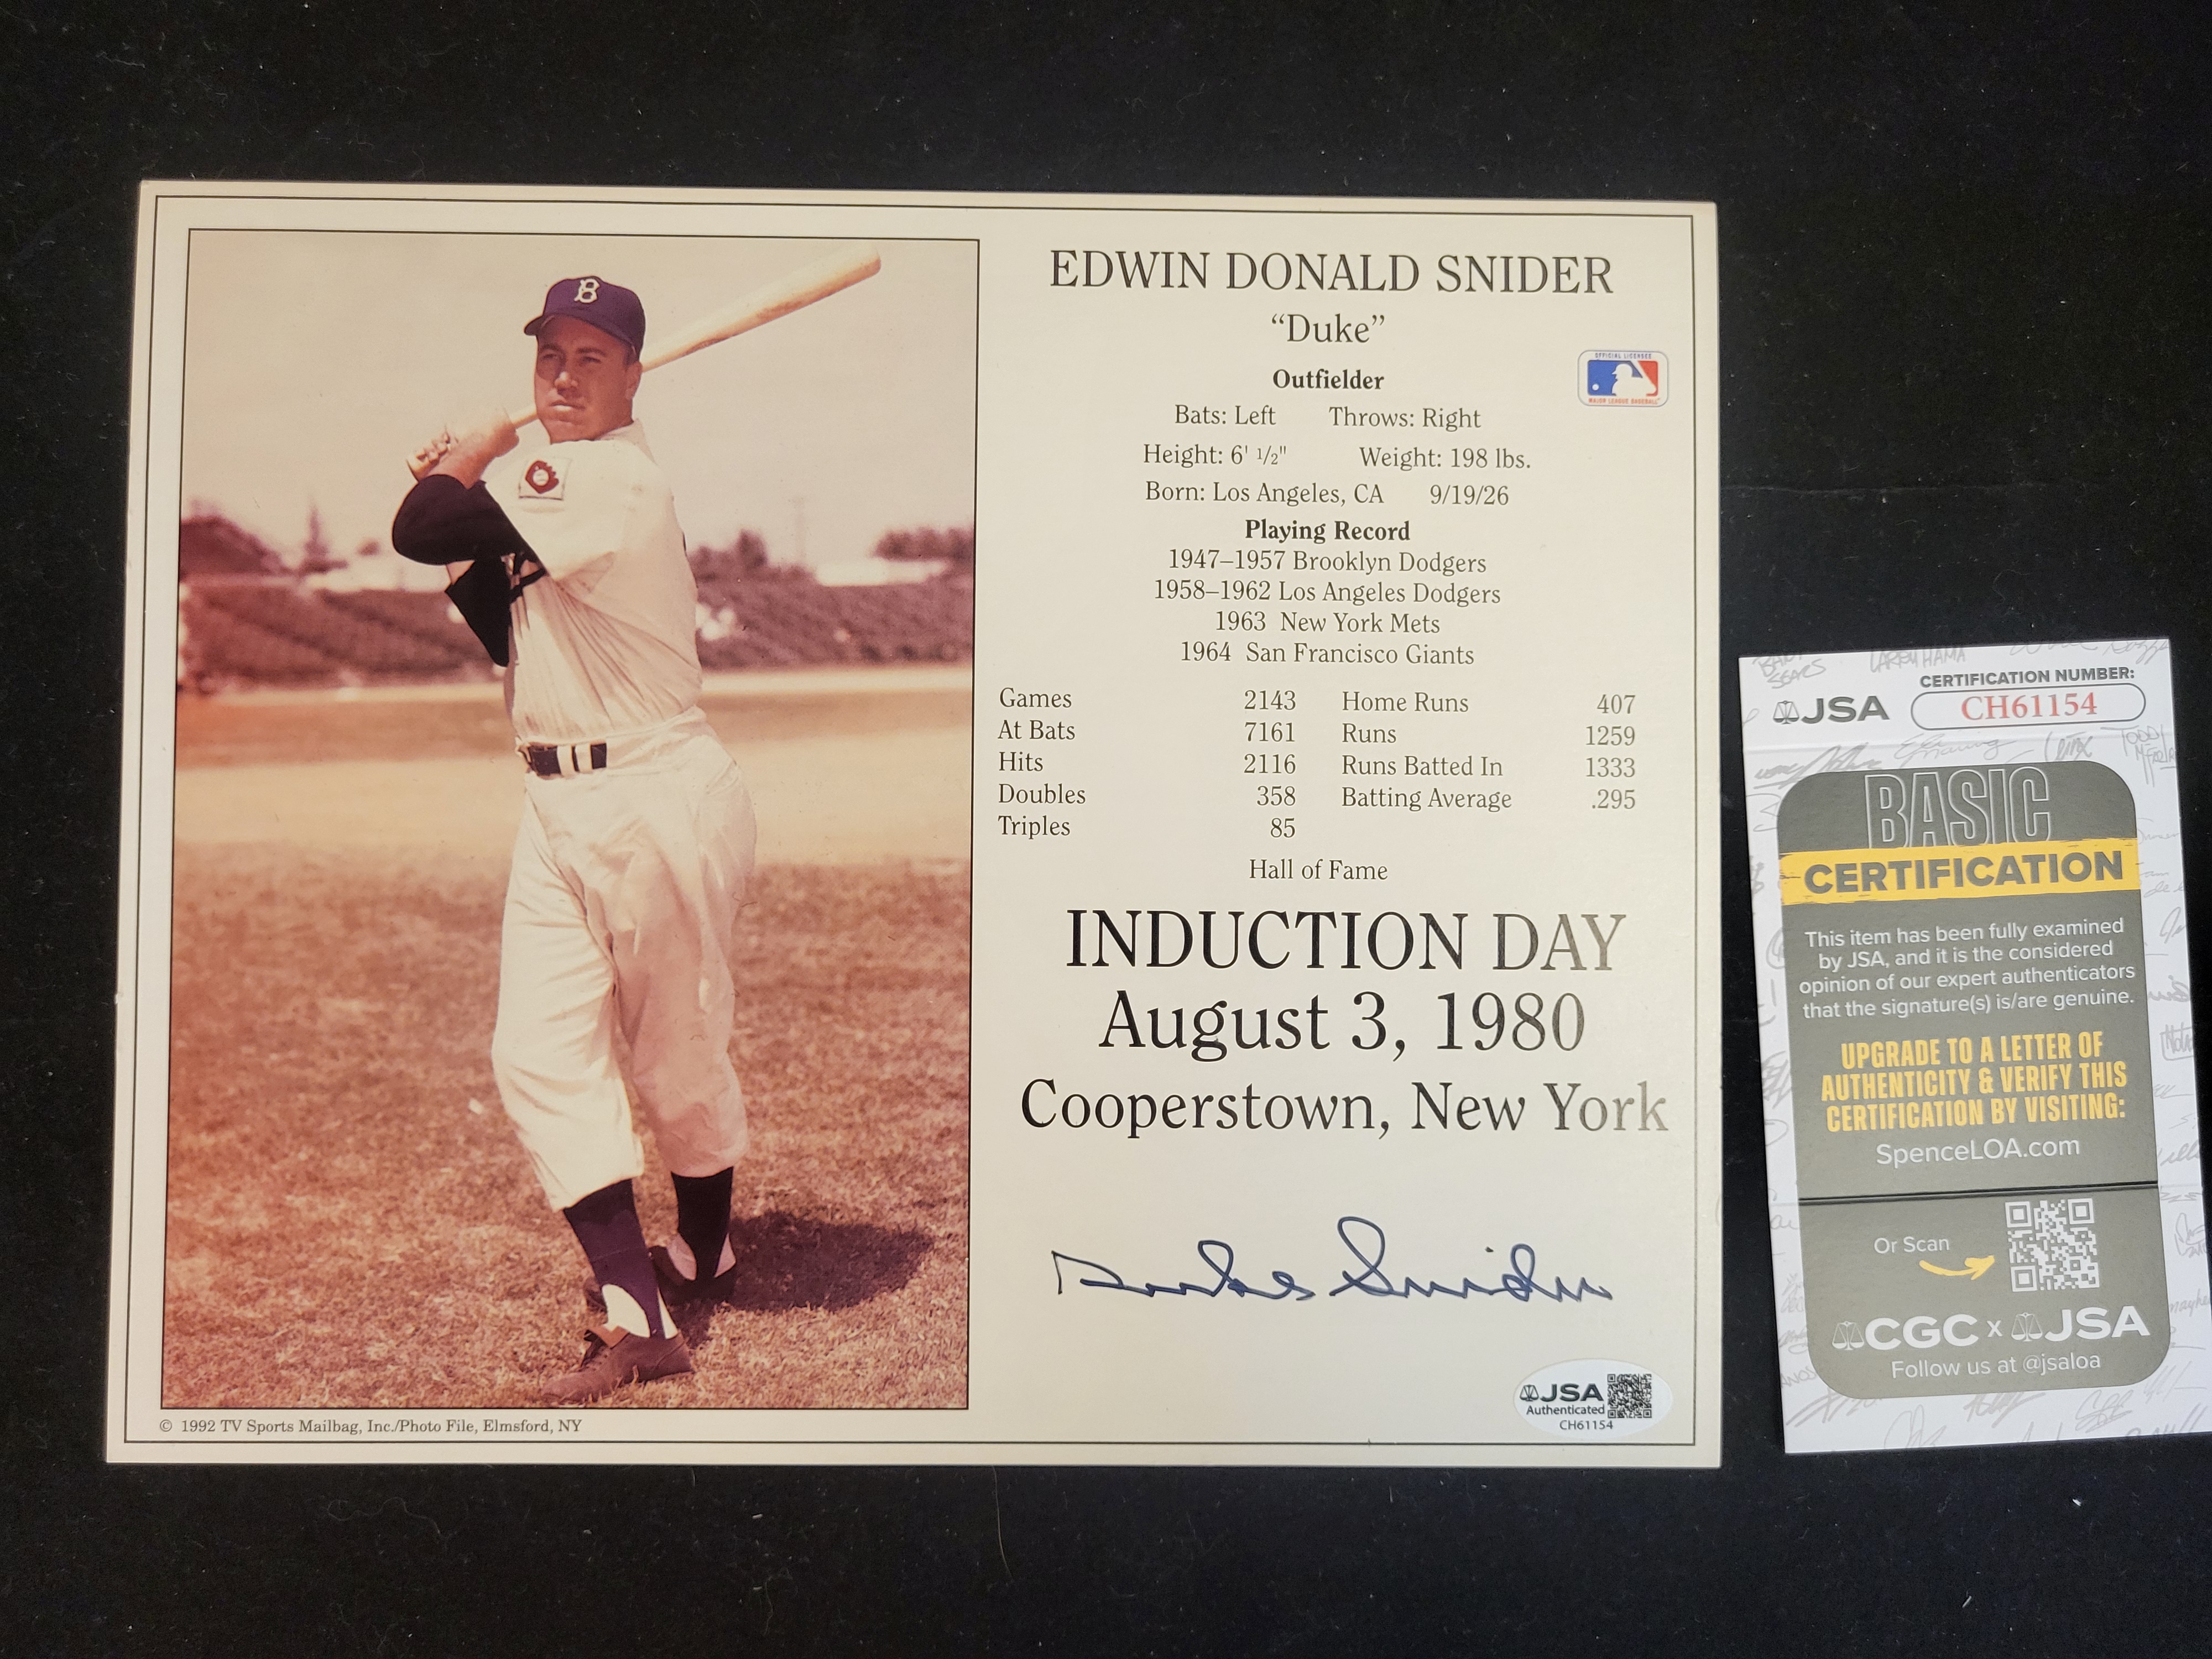 B
EDWIN DONALD SNIDER
“Duke”
OFFICIAL LICENSEE
MAJOR LEAGUE BASEBALL
Outfielder
Bats: Left Throws: Right
Height: 6' 1/2" Weight: 198 lbs.
Born: Los Angeles, CA 9/19/26
Playing Record
1947–1957 Brooklyn Dodgers
1958–1962 Los Angeles Dodgers
1963 New York Mets
1964 San Francisco Giants
Games 2143 Home Runs 407
At Bats 7161 Runs 1259
Hits 2116 Runs Batted In 1333
Doubles 358 Batting Average .295
Triples 85
Hall of Fame
INDUCTION DAY
August 3, 1980
Cooperstown, New York
Duke Snider
JSA
Authenticated
CH61154
© 1992 TV Sports Mailbag, Inc./Photo File, Elmsford, NY
LARRY HAMA
JSA
CERTIFICATION NUMBER:
CH61154
BASIC
CERTIFICATION
This item has been fully examined
by JSA, and it is the considered
opinion of our expert authenticators
that the signature(s) is/are genuine.
UPGRADE TO A LETTER OF
AUTHENTICITY & VERIFY THIS
CERTIFICATION BY VISITING:
SpenceLOA.com
Or Scan
CGC x JSA
Follow us at @jsaloa